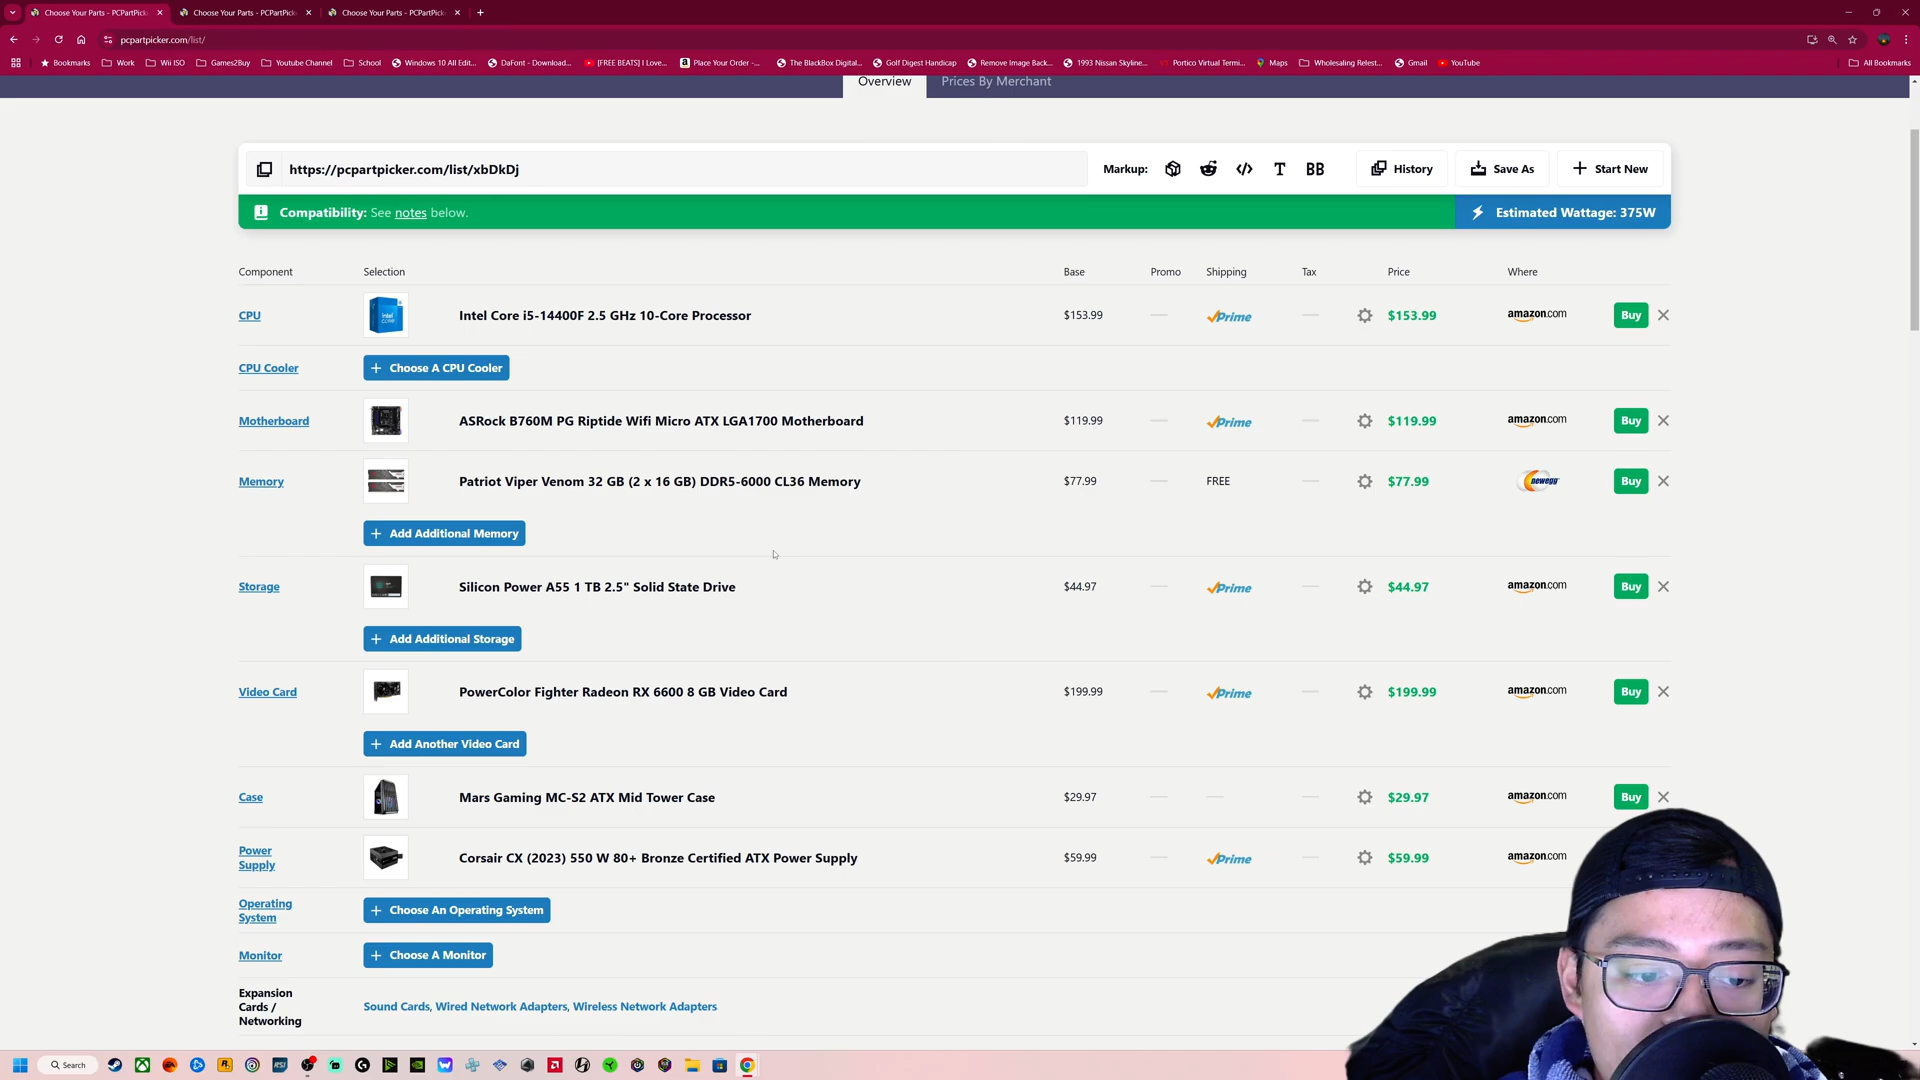 Choose Your Parts - PCPartPick
Choose Your Parts - PCPartPick
Choose Your Parts - PCPartPick
pcpartpicker.com/list/
Bookmarks
Work
Wii ISO
Games2Buy
Youtube Channel
School
Windows 10 All Edit...
DaFont - Download...
[FREE BEATS] I Love...
Place Your Order -...
The BlackBox Digital...
Golf Digest Handicap
Remove Image Back...
1993 Nissan Skyline...
Portico Virtual Termi...
Maps
Wholesaling Relest...
Gmail
YouTube
All Bookmarks
Overview
Prices By Merchant
https://pcpartpicker.com/list/xbDkDj
Markup:
T
BB
History
Save As
Start New
Compatibility: See notes below.
Estimated Wattage: 375W
Component Selection Base Promo Shipping Tax Price Where
CPU intel CORE Intel Core i5-14400F 2.5 GHz 10-Core Processor $153.99 Prime $153.99 amazon.com Buy
CPU Cooler + Choose A CPU Cooler
Motherboard ASRock B760M PG Riptide Wifi Micro ATX LGA1700 Motherboard $119.99 Prime $119.99 amazon.com Buy
Memory Patriot Viper Venom 32 GB (2 x 16 GB) DDR5-6000 CL36 Memory $77.99 FREE $77.99 newegg Buy
+ Add Additional Memory
Storage Silicon Power A55 1 TB 2.5" Solid State Drive $44.97 Prime $44.97 amazon.com Buy
+ Add Additional Storage
Video Card PowerColor Fighter Radeon RX 6600 8 GB Video Card $199.99 Prime $199.99 amazon.com Buy
+ Add Another Video Card
Case Mars Gaming MC-S2 ATX Mid Tower Case $29.97 $29.97 amazon.com Buy
Power
Supply Corsair CX (2023) 550 W 80+ Bronze Certified ATX Power Supply $59.99 Prime $59.99 amazon.com
Operating
System + Choose An Operating System
Monitor + Choose A Monitor
Expansion
Cards /
Networking
Sound Cards, Wired Network Adapters, Wireless Network Adapters
Search